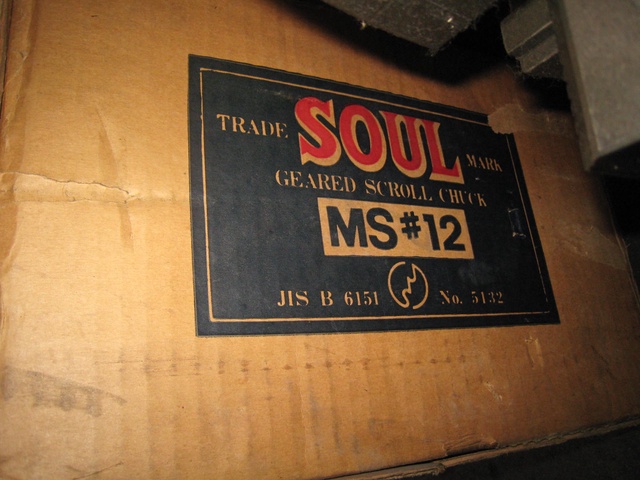 TRADE SOUL MARK
GEARED SCROLL CHUCK
MS#12
JIS B 6151 No. 5132